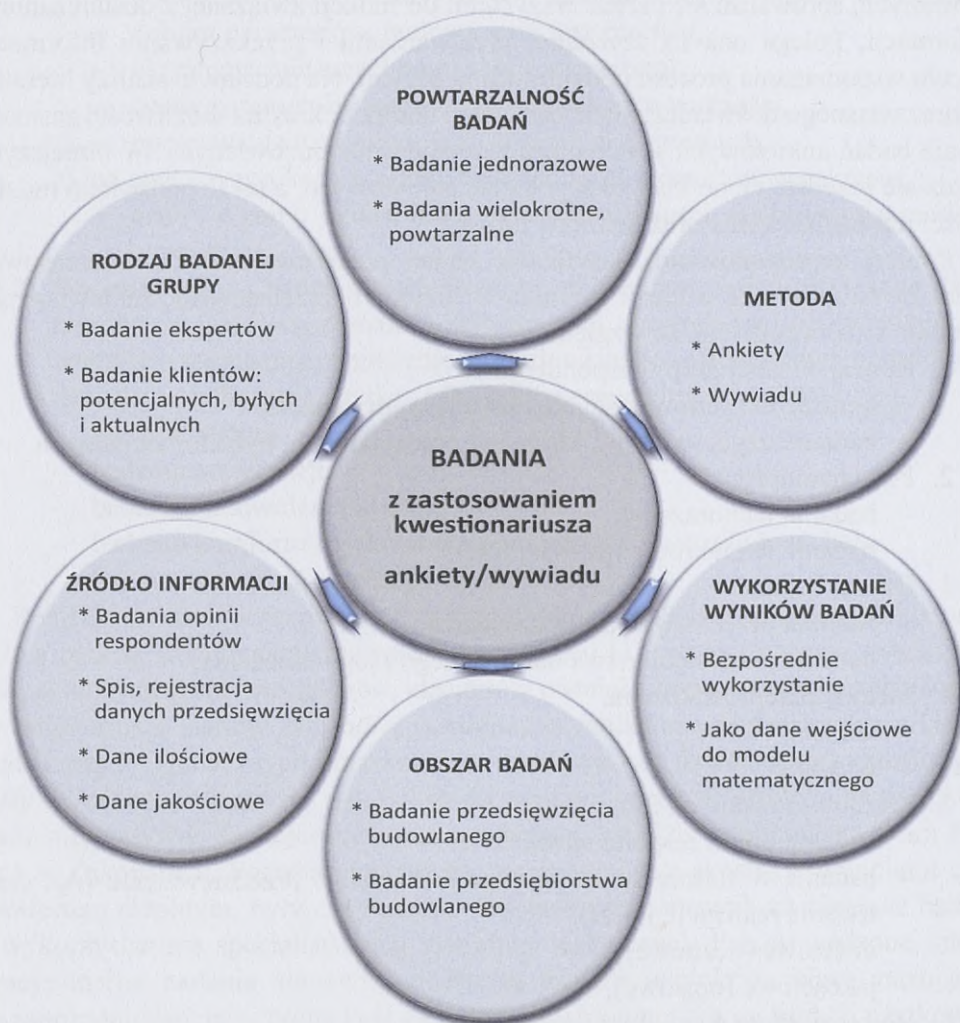 POWTARZALNOŚĆ
BADAŃ
* Badanie jednorazowe
* Badania wielokrotne,
powtarzalne
RODZAJ BADANEJ
GRUPY
* Badanie ekspertów
* Badanie klientów:
potencjalnych, byłych
i aktualnych
METODA
* Ankiety
* Wywiadu
BADANIA
z zastosowaniem
kwestionariusza
ankiety/wywiadu
ŹRÓDŁO INFORMACJI
* Badania opinii
respondentów
* Spis, rejestracja
danych przedsięwzięcia
* Dane ilościowe
* Dane jakościowe
WYKORZYSTANIE
WYNIKÓW BADAŃ
* Bezpośrednie
wykorzystanie
* Jako dane wejściowe
do modelu
matematycznego
OBSZAR BADAŃ
* Badanie przedsięwzięcia
budowlanego
* Badanie przedsiębiorstwa
budowlanego